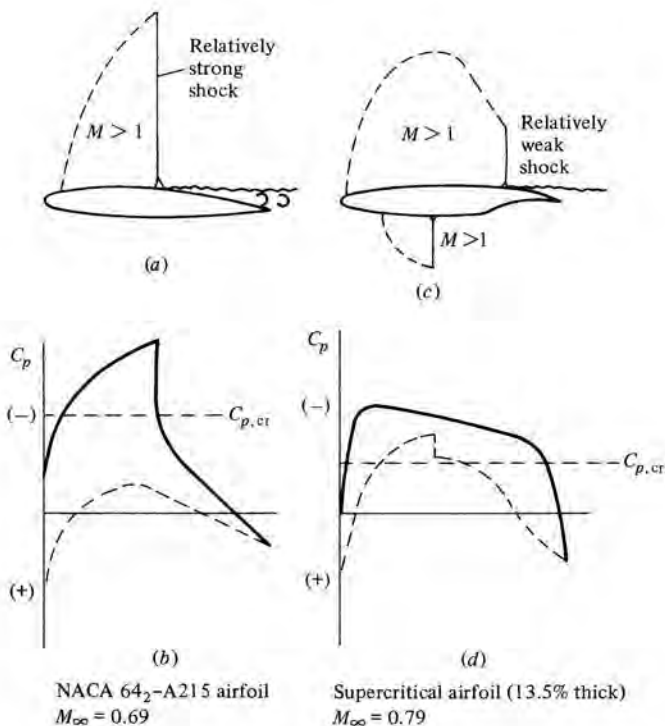 Relatively
strong
shock
M > 1
(a)
M > 1
Relatively
weak
shock
M > 1
(c)
C_p
(−)
C_p,cr
(+)
(b)
NACA 64₂-A215 airfoil
M∞ = 0.69
C_p
(−)
C_p,cr
(+)
(d)
Supercritical airfoil (13.5% thick)
M∞ = 0.79